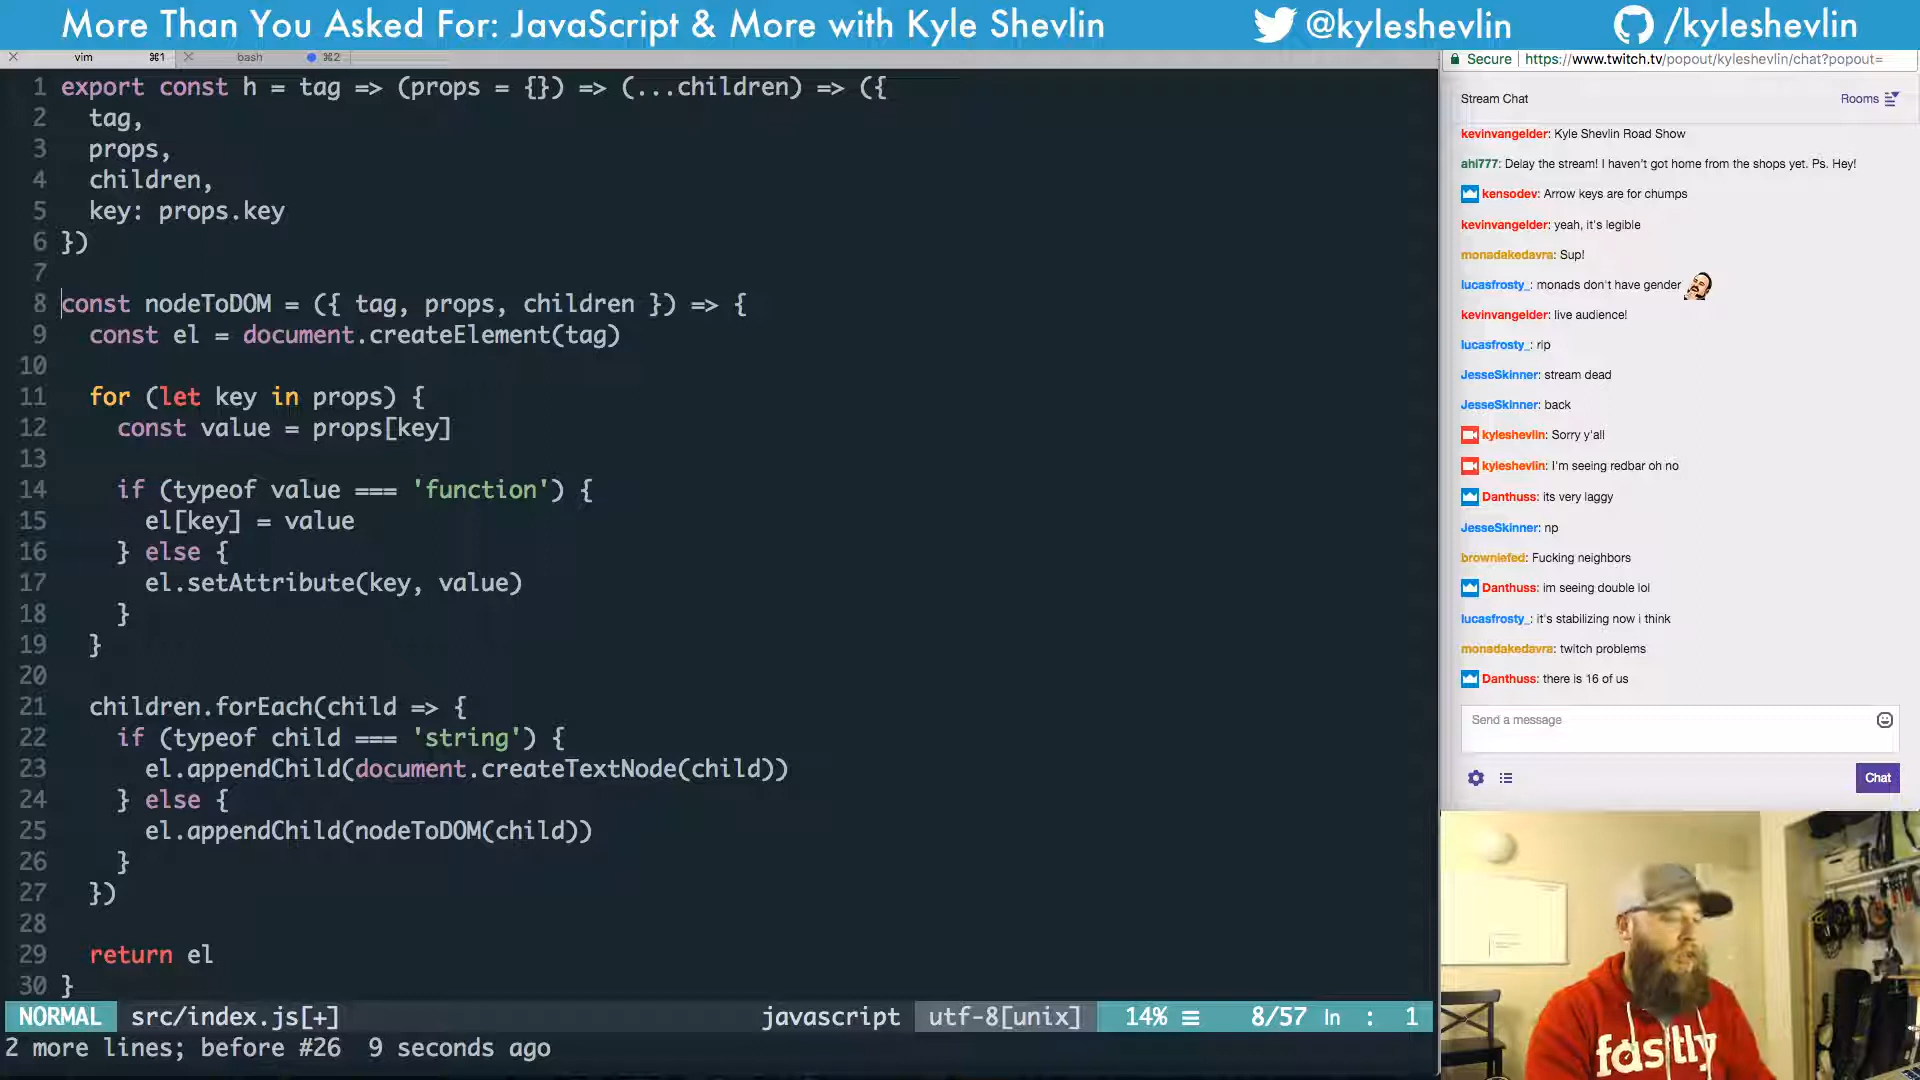 More Than You Asked For: JavaScript & More with Kyle Shevlin
@kyleshevlin
/kyleshevlin
vim ⌘1
bash ⌘2
1 export const h = tag => (props = {}) => (...children) => ({
2 tag,
3 props,
4 children,
5 key: props.key
6 })
7
8 const nodeToDOM = ({ tag, props, children }) => {
9 const el = document.createElement(tag)
10
11 for (let key in props) {
12 const value = props[key]
13
14 if (typeof value === 'function') {
15 el[key] = value
16 } else {
17 el.setAttribute(key, value)
18 }
19 }
20
21 children.forEach(child => {
22 if (typeof child === 'string') {
23 el.appendChild(document.createTextNode(child))
24 } else {
25 el.appendChild(nodeToDOM(child))
26 }
27 })
28
29 return el
30 }
NORMAL src/index.js[+] javascript utf-8[unix] 14% ≡ 8/57 ln : 1
2 more lines; before #26 9 seconds ago
Secure https://www.twitch.tv/popout/kyleshevlin/chat?popout=
Stream Chat Rooms
kevinvangelder: Kyle Shevlin Road Show
ahl777: Delay the stream! I haven't got home from the shops yet. Ps. Hey!
kensodev: Arrow keys are for chumps
kevinvangelder: yeah, it's legible
monadakedavra: Sup!
lucasfrosty_: monads don't have gender
kevinvangelder: live audience!
lucasfrosty_: rip
JesseSkinner: stream dead
JesseSkinner: back
kyleshevlin: Sorry y'all
kyleshevlin: I'm seeing redbar oh no
Danthuss: its very laggy
JesseSkinner: np
browniefed: Fucking neighbors
Danthuss: im seeing double lol
lucasfrosty_: it's stabilizing now i think
monadakedavra: twitch problems
Danthuss: there is 16 of us
Send a message
Chat
fastly